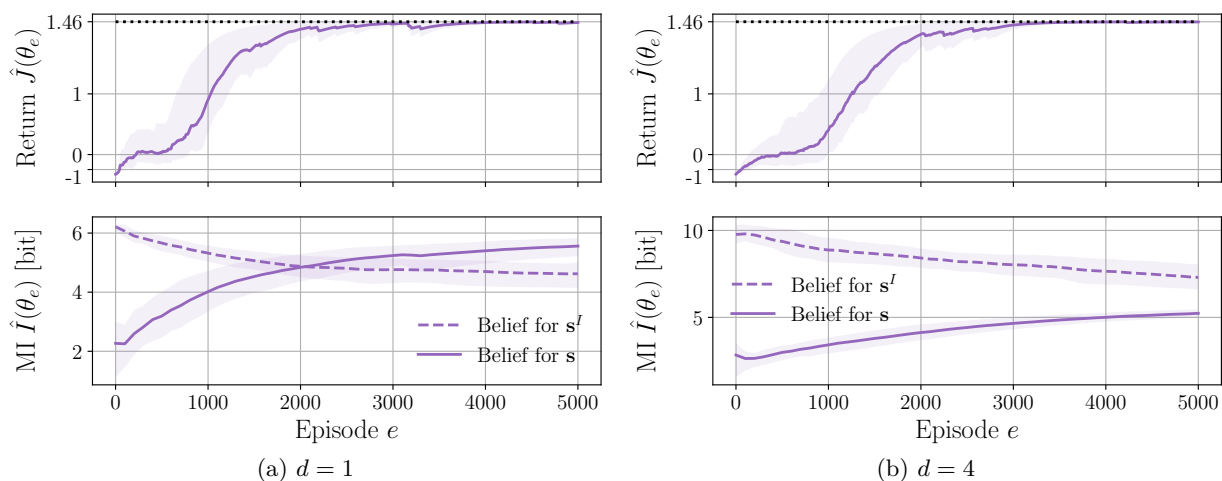 1.46
1
0
-1
Return Ĵ(θ_e)
6
4
2
MI Î(θ_e) [bit]
Belief for s^I
Belief for s
0 1000 2000 3000 4000 5000
Episode e
(a) d = 1
1.46
1
0
-1
Return Ĵ(θ_e)
10
5
MI Î(θ_e) [bit]
Belief for s^I
Belief for s
0 1000 2000 3000 4000 5000
Episode e
(b) d = 4